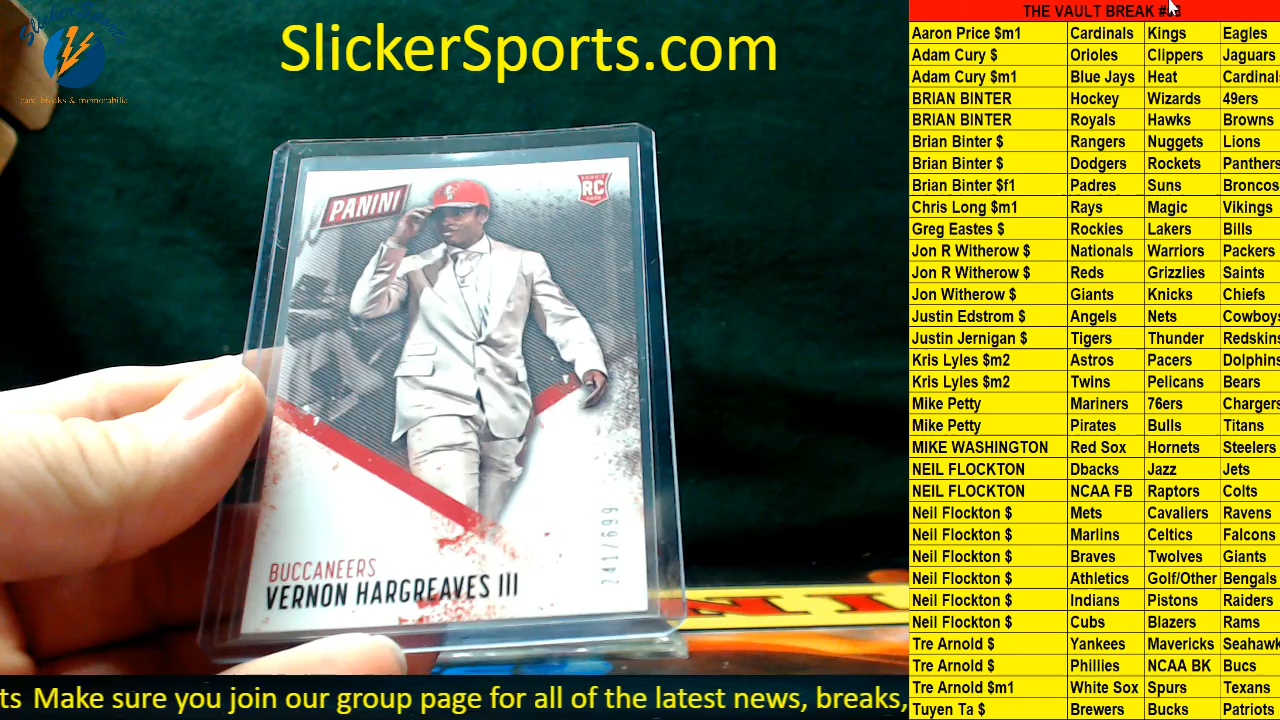 SlickerSports
card breaks & memorabilia
SlickerSports.com
PANINI
ROOKIE
RC
BUCCANEERS
VERNON HARGREAVES III
241/699
THE VAULT BREAK
Aaron Price $m1 Cardinals Kings Eagles
Adam Cury $ Orioles Clippers Jaguars
Adam Cury $m1 Blue Jays Heat Cardinal
BRIAN BINTER Hockey Wizards 49ers
BRIAN BINTER Royals Hawks Browns
Brian Binter $ Rangers Nuggets Lions
Brian Binter $ Dodgers Rockets Panthers
Brian Binter $f1 Padres Suns Broncos
Chris Long $m1 Rays Magic Vikings
Greg Eastes $ Rockies Lakers Bills
Jon R Witherow $ Nationals Warriors Packers
Jon R Witherow $ Reds Grizzlies Saints
Jon Witherow $ Giants Knicks Chiefs
Justin Edstrom $ Angels Nets Cowboys
Justin Jernigan $ Tigers Thunder Redskins
Kris Lyles $m2 Astros Pacers Dolphins
Kris Lyles $m2 Twins Pelicans Bears
Mike Petty Mariners 76ers Chargers
Mike Petty Pirates Bulls Titans
MIKE WASHINGTON Red Sox Hornets Steelers
NEIL FLOCKTON Dbacks Jazz Jets
NEIL FLOCKTON NCAA FB Raptors Colts
Neil Flockton $ Mets Cavaliers Ravens
Neil Flockton $ Marlins Celtics Falcons
Neil Flockton $ Braves Twolves Giants
Neil Flockton $ Athletics Golf/Other Bengals
Neil Flockton $ Indians Pistons Raiders
Neil Flockton $ Cubs Blazers Rams
Tre Arnold $ Yankees Mavericks Seahawk
Tre Arnold $ Phillies NCAA BK Bucs
Tre Arnold $m1 White Sox Spurs Texans
Tuyen Ta $ Brewers Bucks Patriots
ts Make sure you join our group page for all of the latest news, breaks,